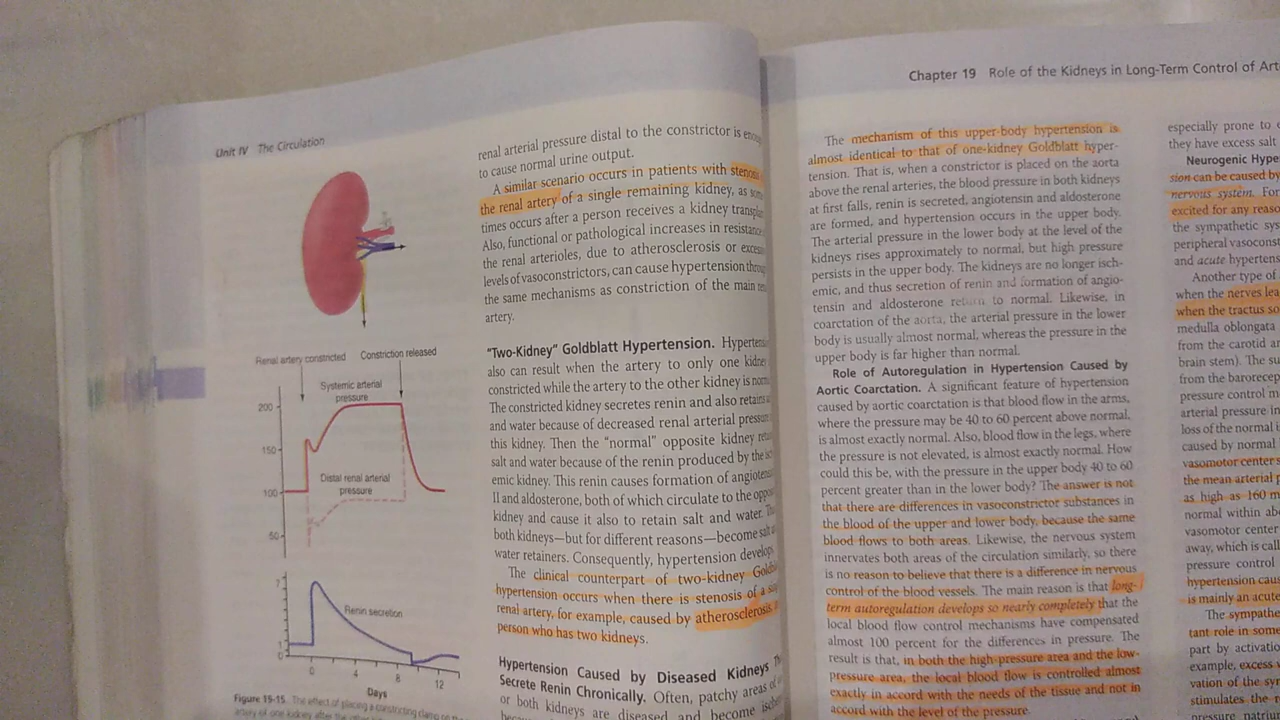 Unit IV The Circulation
Renal artery constricted
Constriction released
Systemic arterial
pressure
200
150
Distal renal arterial
pressure
100
50
7
Renin secretion
1
0
0 4 8 12
Days
Figure 15-15. The effect of placing a constricting clamp on the
artery of one kidney after the other
renal arterial pressure distal to the constrictor is
to cause normal urine output.
A similar scenario occurs in patients with
the renal artery of a single remaining kidney, as
times occurs after a person receives a kidney
Also, functional or pathological increases in
the renal arterioles, due to atherosclerosis or
levels of vasoconstrictors, can cause hypertension
the same mechanisms as constriction of the main
artery.
"Two-Kidney" Goldblatt Hypertension.
also can result when the artery to only one kidney
constricted while the artery to the other kidney is
The constricted kidney secretes renin and also
and water because of decreased renal arterial
this kidney. Then the “normal” opposite kidney
salt and water because of the renin produced by the
emic kidney. This renin causes formation of
II and aldosterone, both of which circulate to the
kidney and cause it also to retain salt and water.
both kidneys—but for different reasons—become
water retainers. Consequently, hypertension
The clinical counterpart of two-kidney
hypertension occurs when there is stenosis of a
renal artery, for example, caused by atherosclerosis
person who has two kidneys.
Hypertension Caused by Diseased Kidneys
Secrete Renin Chronically. Often, patchy areas
or both kidneys are diseased and become
Chapter 19 Role of the Kidneys in Long-Term Control of
The mechanism of this upper-body hypertension is
almost identical to that of one-kidney Goldblatt hyper-
tension. That is, when a constrictor is placed on the aorta
above the renal arteries, the blood pressure in both kidneys
at first falls, renin is secreted, angiotensin and aldosterone
are formed, and hypertension occurs in the upper body.
The arterial pressure in the lower body at the level of the
kidneys rises approximately to normal, but high pressure
persists in the upper body. The kidneys are no longer isch-
emic, and thus secretion of renin and formation of angio-
tensin and aldosterone return to normal. Likewise, in
coarctation of the aorta, the arterial pressure in the lower
body is usually almost normal, whereas the pressure in the
upper body is far higher than normal.
Role of Autoregulation in Hypertension Caused by
Aortic Coarctation. A significant feature of hypertension
caused by aortic coarctation is that blood flow in the arms,
where the pressure may be 40 to 60 percent above normal,
is almost exactly normal. Also, blood flow in the legs, where
the pressure is not elevated, is almost exactly normal. How
could this be, with the pressure in the upper body 40 to 60
percent greater than in the lower body? The answer is not
that there are differences in vasoconstrictor substances in
the blood of the upper and lower body, because the same
blood flows to both areas. Likewise, the nervous system
innervates both areas of the circulation similarly, so there
is no reason to believe that there is a difference in nervous
control of the blood vessels. The main reason is that long-
term autoregulation develops so nearly completely that the
local blood flow control mechanisms have compensated
almost 100 percent for the differences in pressure. The
result is that, in both the high-pressure area and the low-
pressure area, the local blood flow is controlled almost
exactly in accord with the needs of the tissue and not in
accord with the level of the pressure.
especially prone to
they have excess salt
Neurogenic
sion can be caused by
nervous system. For
excited for any
the sympathetic
peripheral
and acute
Another type of
when the nerves
when the tractus
medulla oblongata
from the carotid
brain stem). The
from the
pressure control
arterial pressure in
loss of the normal
caused by normal
vasomotor center
the mean arterial
as high as 160
normal within
vasomotor center
away, which is
pressure control
hypertension
is mainly an acute
The
tant role in some
part by
example, excess
vation of the
stimulates the
pressure